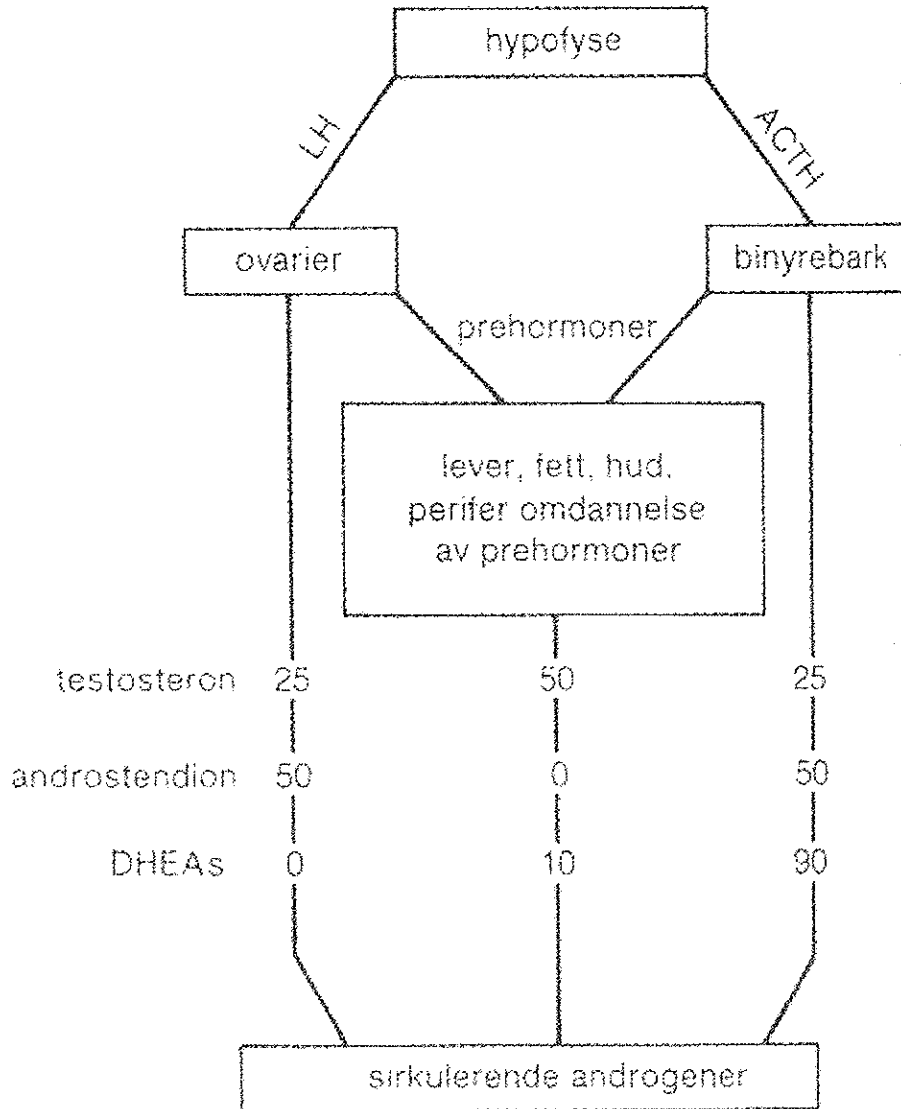 hypofyse
LH
ACTH
ovarier
binyrebark
prehormoner
lever, fett, hud.
perifer omdannelse
av prehormoner
testosteron 25 50 25
androstendion 50 0 50
DHEAs 0 10 90
sirkulerende androgener